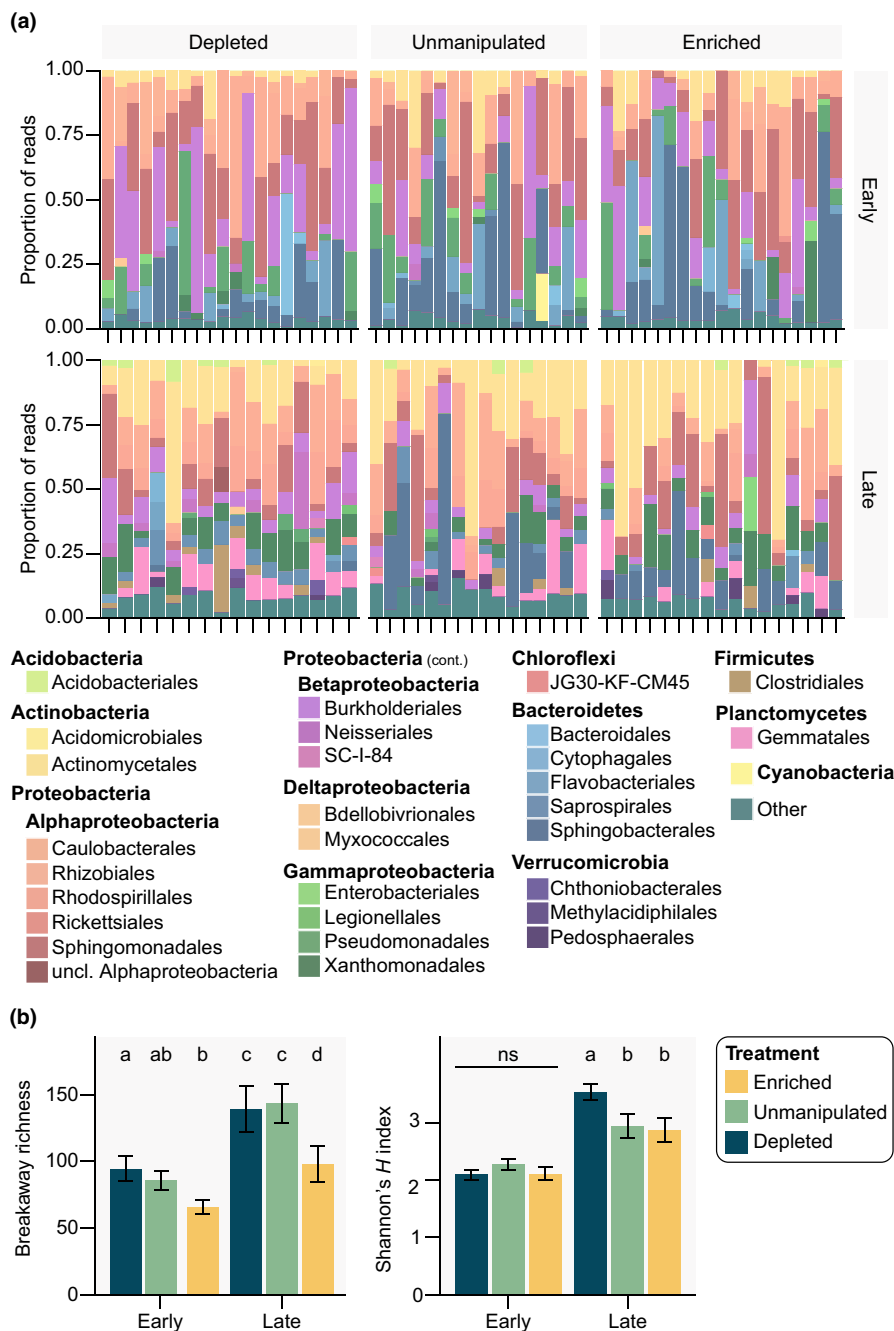 (a)
Depleted
Unmanipulated
Enriched
1.00
0.75
0.50
0.25
0.00
Proportion of reads
Early
1.00
0.75
0.50
0.25
0.00
Proportion of reads
Late
Acidobacteria
Acidobacteriales
Actinobacteria
Acidomicrobiales
Actinomycetales
Proteobacteria
Alphaproteobacteria
Caulobacterales
Rhizobiales
Rhodospirillales
Rickettsiales
Sphingomonadales
uncl. Alphaproteobacteria
Proteobacteria (cont.)
Betaproteobacteria
Burkholderiales
Neisseriales
SC-I-84
Deltaproteobacteria
Bdellobivrionales
Myxococcales
Gammaproteobacteria
Enterobacteriales
Legionellales
Pseudomonadales
Xanthomonadales
Chloroflexi
JG30-KF-CM45
Bacteroidetes
Bacteroidales
Cytophagales
Flavobacteriales
Saprospirales
Sphingobacterales
Verrucomicrobia
Chthoniobacterales
Methylacidiphilales
Pedosphaerales
Firmicutes
Clostridiales
Planctomycetes
Gemmatales
Cyanobacteria
Other
(b)
Breakaway richness
150
100
50
0
a ab b c c d
Early Late
Shannon's H index
3
2
1
0
ns a b b
Early Late
Treatment
Enriched
Unmanipulated
Depleted